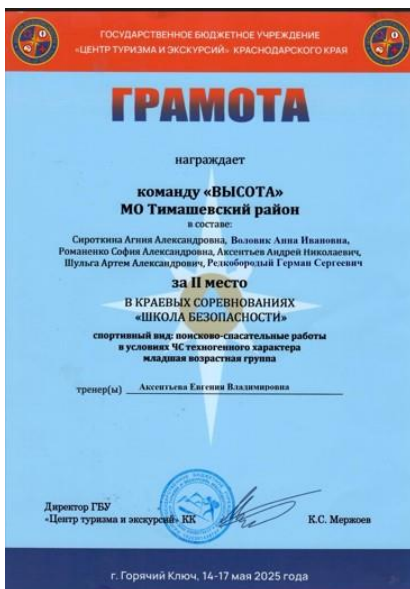 ГОСУДАРСТВЕННОЕ БЮДЖЕТНОЕ УЧРЕЖДЕНИЕ
«ЦЕНТР ТУРИЗМА И ЭКСКУРСИЙ» КРАСНОДАРСКОГО КРАЯ
ГРАМОТА
награждает
команду «ВЫСОТА»
МО Тимашевский район
в составе:
Сироткина Агния Александровна, Воловик Анна Ивановна,
Романенко София Александровна, Аксентьев Андрей Николаевич,
Шульга Артем Александрович, Редкобородый Герман Сергеевич
за II место
В КРАЕВЫХ СОРЕВНОВАНИЯХ
«ШКОЛА БЕЗОПАСНОСТИ»
спортивный вид: поисково-спасательные работы
в условиях ЧС техногенного характера
младшая возрастная группа
тренер(ы) Аксентьева Евгения Владимировна
Директор ГБУ
«Центр туризма и экскурсий» КК К.С. Мержоев
г. Горячий Ключ, 14-17 мая 2025 года